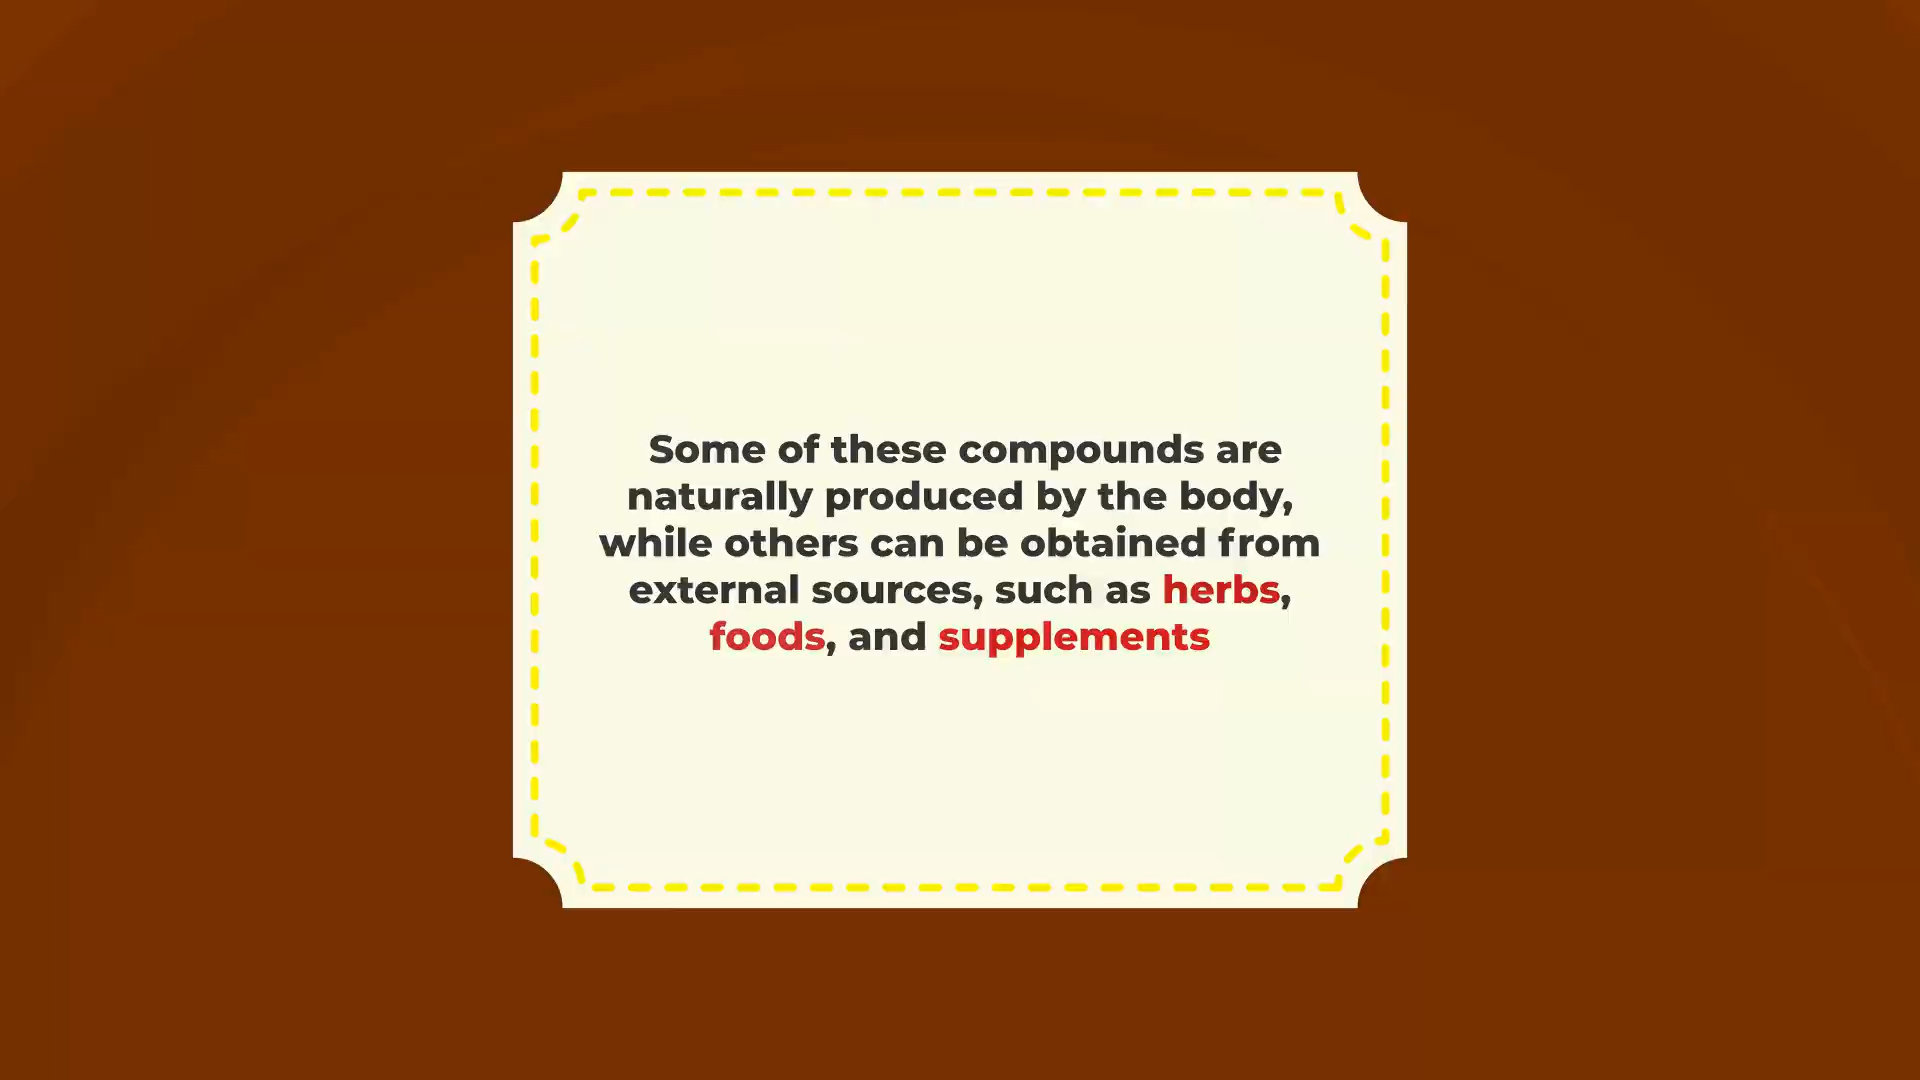 Some of these compounds are
naturally produced by the body,
while others can be obtained from
external sources, such as herbs,
foods, and supplements